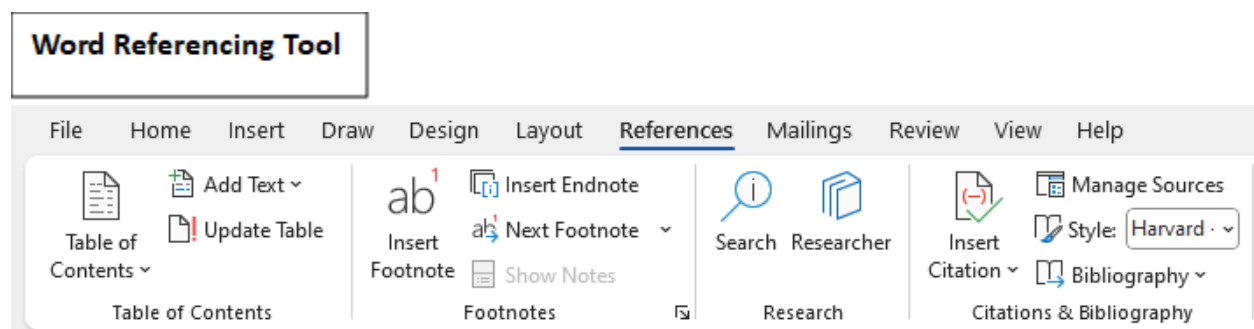 Word Referencing Tool
File Home Insert Draw Design Layout References Mailings Review View Help
Table of
Contents
Add Text
Update Table
Table of Contents
ab1
Insert
Footnote
Insert Endnote
ab1 Next Footnote
Show Notes
Footnotes
Search
Researcher
Research
Insert
Citation
Manage Sources
Style: Harvard ·
Bibliography
Citations & Bibliography